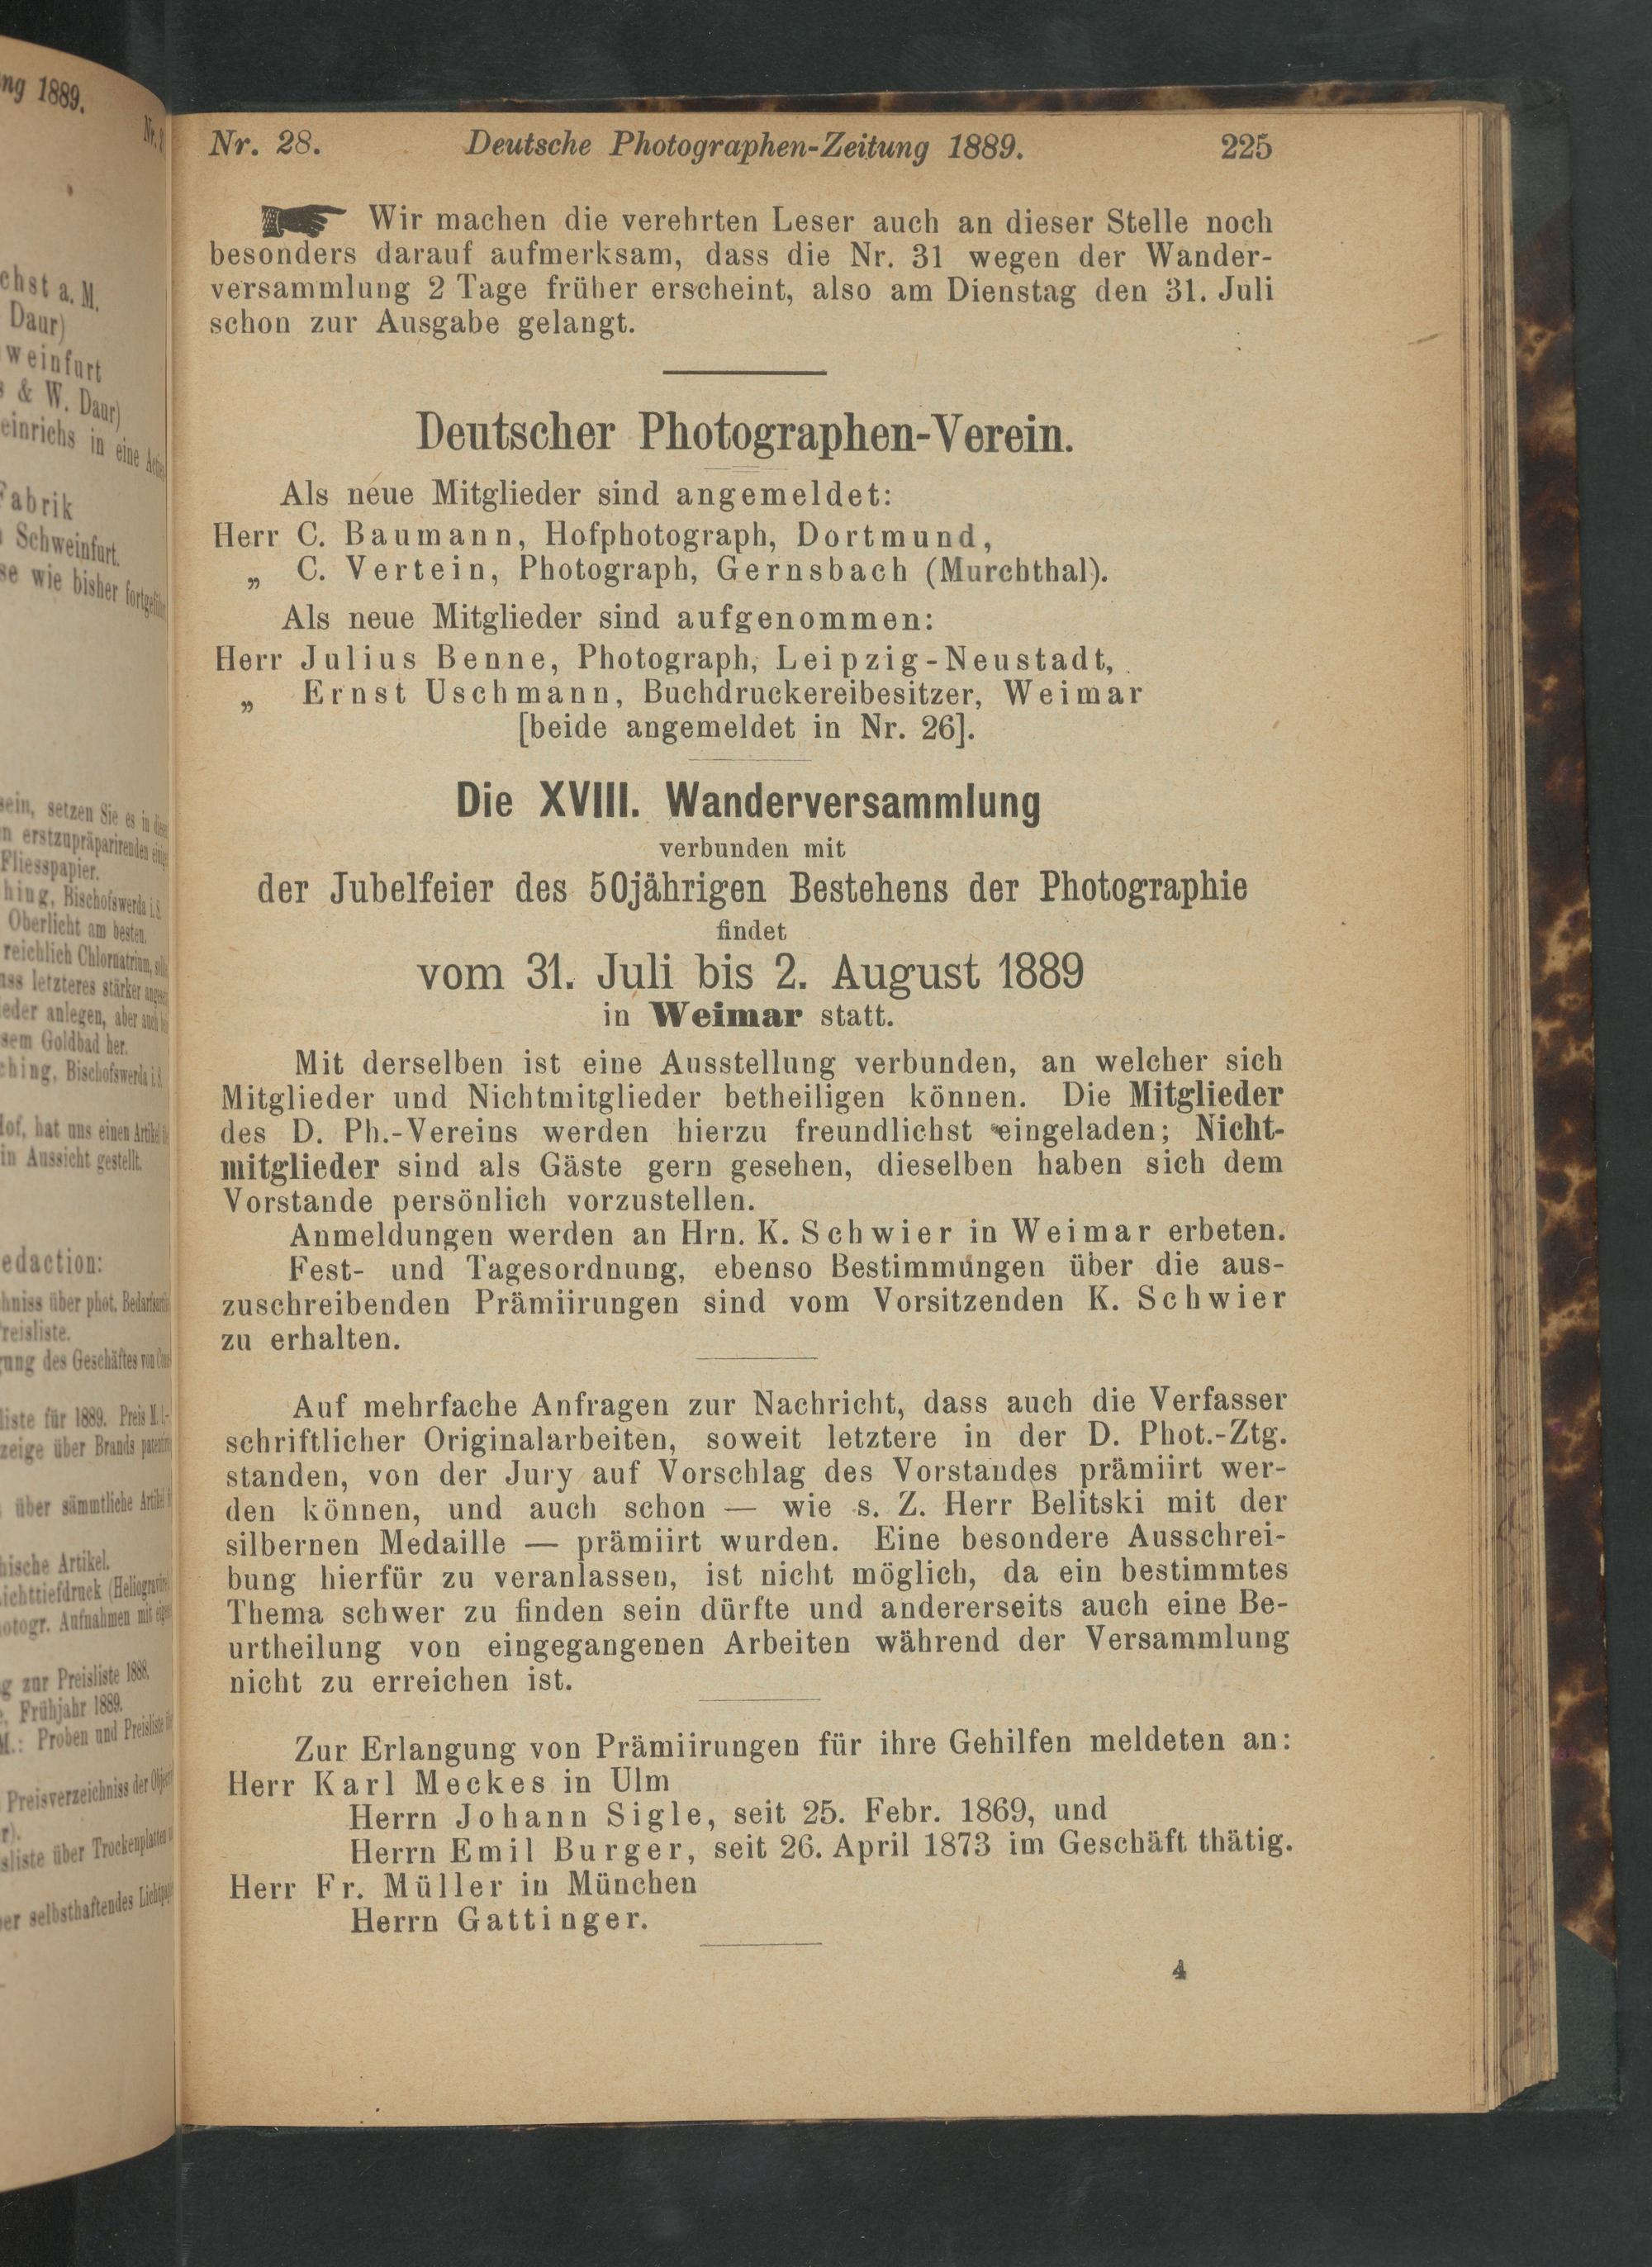 Nr. 28. Deutsche Photographen-Zeitung 1889. 225
Wir machen die verehrten Leser auch an dieser Stelle noch
besonders darauf aufmerksam, dass die Nr. 31 wegen der Wander-
versammlung 2 Tage früher erscheint, also am Dienstag den 31. Juli
schon zur Ausgabe gelangt.
Deutscher Photographen-Verein.
Als neue Mitglieder sind angemeldet:
Herr C. Baumann, Hofphotograph, Dortmund,
„ C. Vertein, Photograph, Gernsbach (Murchthal).
Als neue Mitglieder sind aufgenommen:
Herr Julius Benne, Photograph, Leipzig-Neustadt,
„ Ernst Uschmann, Buchdruckereibesitzer, Weimar
[beide angemeldet in Nr. 26].
Die XVIII. Wanderversammlung
verbunden mit
der Jubelfeier des 50jährigen Bestehens der Photographie
findet
vom 31. Juli bis 2. August 1889
in Weimar statt.
Mit derselben ist eine Ausstellung verbunden, an welcher sich
Mitglieder und Nichtmitglieder betheiligen können. Die Mitglieder
des D. Ph.-Vereins werden hierzu freundlichst eingeladen; Nicht-
mitglieder sind als Gäste gern gesehen, dieselben haben sich dem
Vorstande persönlich vorzustellen.
Anmeldungen werden an Hrn. K. Schwier in Weimar erbeten.
Fest- und Tagesordnung, ebenso Bestimmungen über die aus-
zuschreibenden Prämiirungen sind vom Vorsitzenden K. Schwier
zu erhalten.
Auf mehrfache Anfragen zur Nachricht, dass auch die Verfasser
schriftlicher Originalarbeiten, soweit letztere in der D. Phot.-Ztg.
standen, von der Jury auf Vorschlag des Vorstandes prämiirt wer-
den können, und auch schon — wie s. Z. Herr Belitski mit der
silbernen Medaille — prämiirt wurden. Eine besondere Ausschrei-
bung hierfür zu veranlassen, ist nicht möglich, da ein bestimmtes
Thema schwer zu finden sein dürfte und andererseits auch eine Be-
urtheilung von eingegangenen Arbeiten während der Versammlung
nicht zu erreichen ist.
Zur Erlangung von Prämiirungen für ihre Gehilfen meldeten an:
Herr Karl Meckes in Ulm
Herrn Johann Sigle, seit 25. Febr. 1869, und
Herrn Emil Burger, seit 26. April 1873 im Geschäft thätig.
Herr Fr. Müller in München
Herrn Gattinger.
4